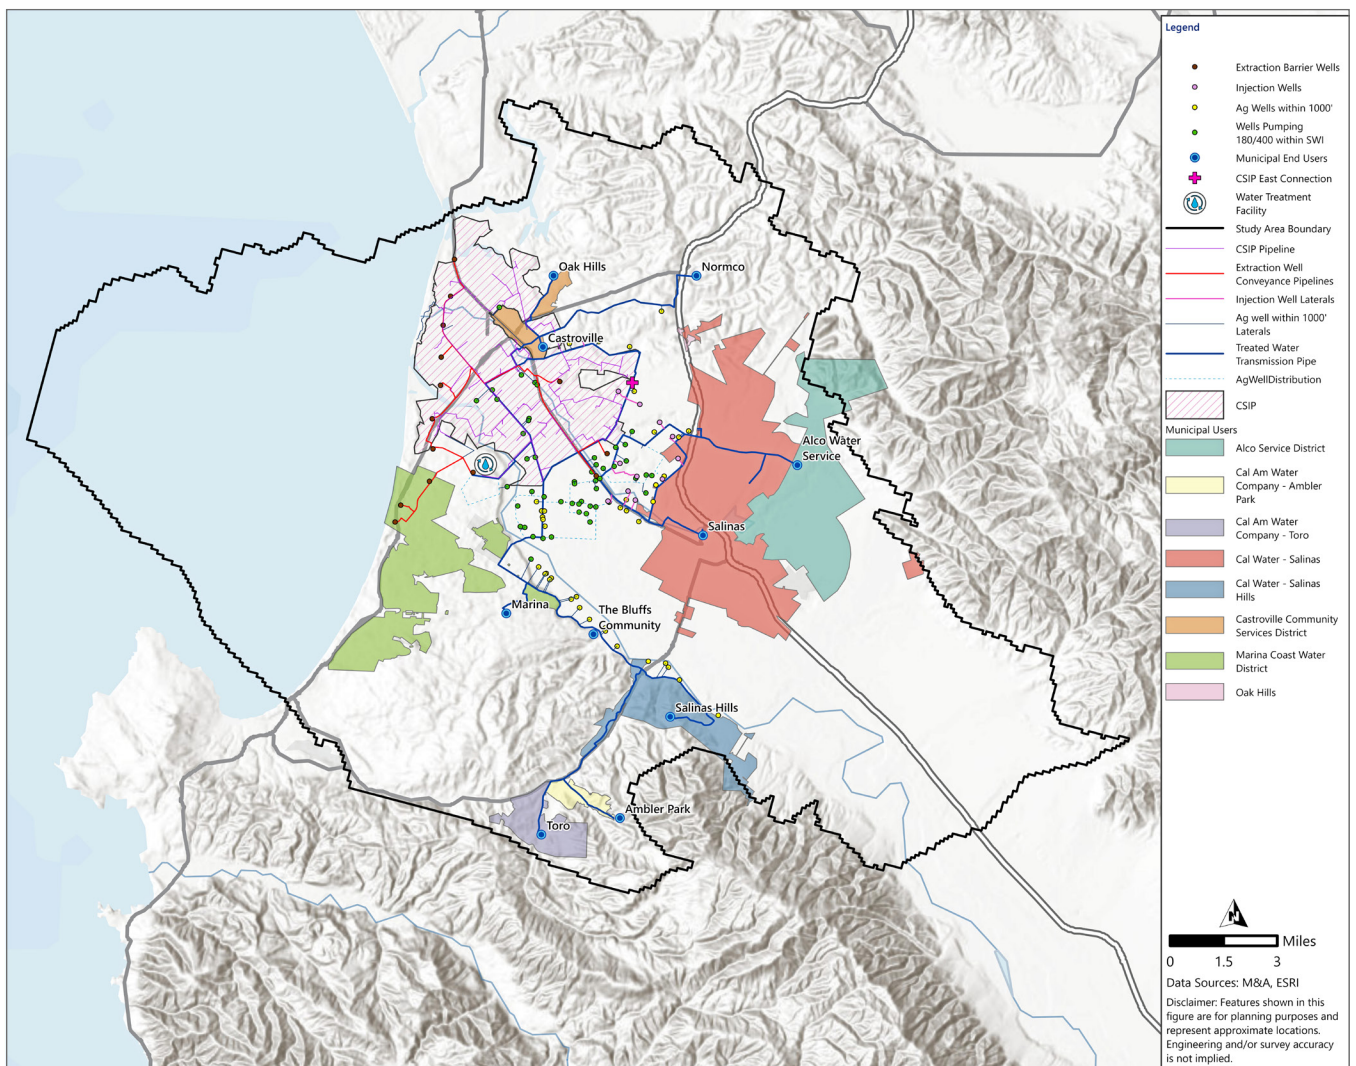 Legend
Extraction Barrier Wells
Injection Wells
Ag Wells within 1000'
Wells Pumping
180/400 within SWI
Municipal End Users
CSIP East Connection
Water Treatment
Facility
Study Area Boundary
CSIP Pipeline
Extraction Well
Conveyance Pipelines
Injection Well Laterals
Ag well within 1000'
Laterals
Treated Water
Transmission Pipe
AgWellDistribution
CSIP
Municipal Users
Alco Service District
Cal Am Water
Company - Ambler
Park
Cal Am Water
Company - Toro
Cal Water - Salinas
Cal Water - Salinas
Hills
Castroville Community
Services District
Marina Coast Water
District
Oak Hills
N
Miles
0 1.5 3
Data Sources: M&A, ESRI
Disclaimer: Features shown in this
figure are for planning purposes and
represent approximate locations.
Engineering and/or survey accuracy
is not implied.
Oak Hills
Normco
Castroville
Alco Water
Service
Salinas
Marina
The Bluffs
Community
Salinas Hills
Ambler Park
Toro